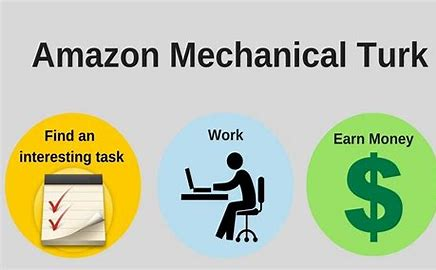 Amazon Mechanical Turk
Find an
interesting task
Work
Earn Money
$